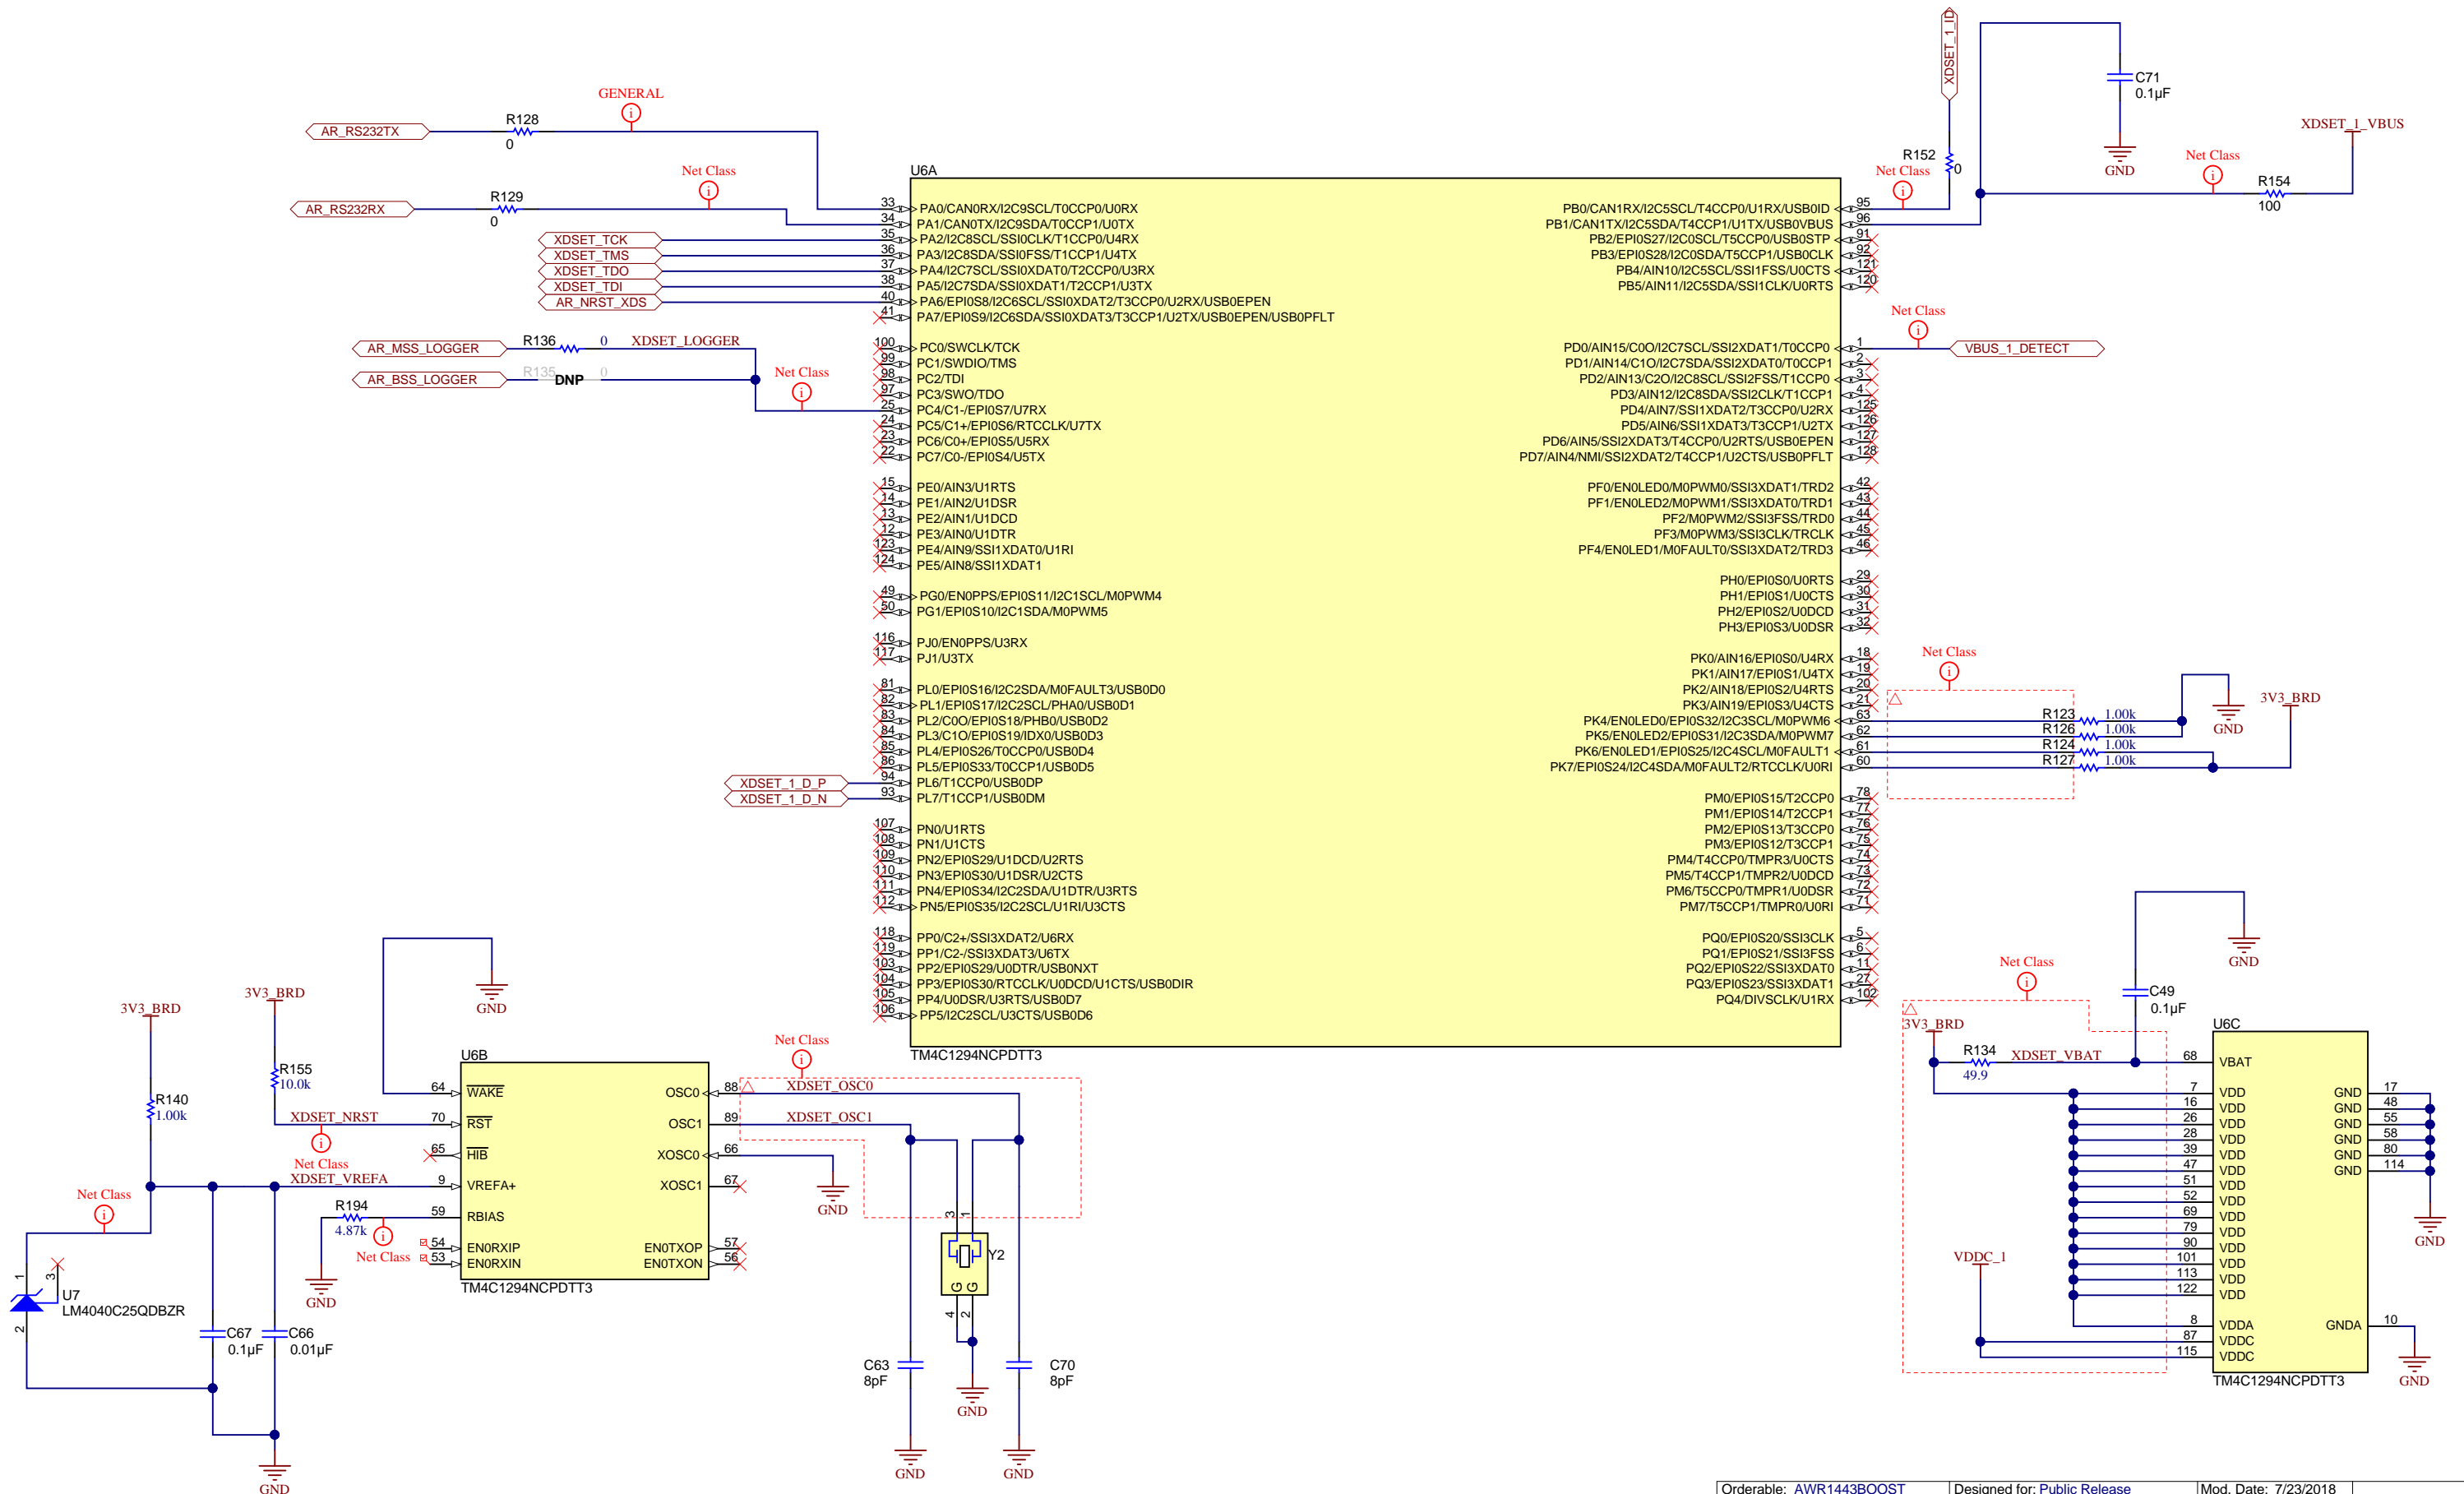 XDSET_1_ID
C71
0.1µF
GND
XDSET_1_VBUS
GENERAL
AR_RS232TX
R128
0
Net Class
AR_RS232RX
R129
0
R152
0
Net Class
Net Class
R154
100
U6A
XDSET_TCK
XDSET_TMS
XDSET_TDO
XDSET_TDI
AR_NRST_XDS
33 PA0/CAN0RX/I2C9SCL/T0CCP0/U0RX
34 PA1/CAN0TX/I2C9SDA/T0CCP1/U0TX
35 PA2/I2C8SCL/SSI0CLK/T1CCP0/U4RX
36 PA3/I2C8SDA/SSI0FSS/T1CCP1/U4TX
37 PA4/I2C7SCL/SSI0XDAT0/T2CCP0/U3RX
38 PA5/I2C7SDA/SSI0XDAT1/T2CCP1/U3TX
40 PA6/EPI0S8/I2C6SCL/SSI0XDAT2/T3CCP0/U2RX/USB0EPEN
41 PA7/EPI0S9/I2C6SDA/SSI0XDAT3/T3CCP1/U2TX/USB0EPEN/USB0PFLT
AR_MSS_LOGGER
R136 0
XDSET_LOGGER
AR_BSS_LOGGER
R135 DNP 0
Net Class
100 PC0/SWCLK/TCK
99 PC1/SWDIO/TMS
98 PC2/TDI
97 PC3/SWO/TDO
25 PC4/C1-/EPI0S7/U7RX
24 PC5/C1+/EPI0S6/RTCCLK/U7TX
23 PC6/C0+/EPI0S5/U5RX
22 PC7/C0-/EPI0S4/U5TX
15 PE0/AIN3/U1RTS
14 PE1/AIN2/U1DSR
13 PE2/AIN1/U1DCD
12 PE3/AIN0/U1DTR
123 PE4/AIN9/SSI1XDAT0/U1RI
124 PE5/AIN8/SSI1XDAT1
49 PG0/EN0PPS/EPI0S11/I2C1SCL/M0PWM4
50 PG1/EPI0S10/I2C1SDA/M0PWM5
116 PJ0/EN0PPS/U3RX
117 PJ1/U3TX
81 PL0/EPI0S16/I2C2SDA/M0FAULT3/USB0D0
82 PL1/EPI0S17/I2C2SCL/PHA0/USB0D1
83 PL2/C0O/EPI0S18/PHB0/USB0D2
84 PL3/C1O/EPI0S19/IDX0/USB0D3
85 PL4/EPI0S26/T0CCP0/USB0D4
86 PL5/EPI0S33/T0CCP1/USB0D5
XDSET_1_D_P 94 PL6/T1CCP0/USB0DP
XDSET_1_D_N 93 PL7/T1CCP1/USB0DM
107 PN0/U1RTS
108 PN1/U1CTS
109 PN2/EPI0S29/U1DCD/U2RTS
110 PN3/EPI0S30/U1DSR/U2CTS
111 PN4/EPI0S34/I2C2SDA/U1DTR/U3RTS
112 PN5/EPI0S35/I2C2SCL/U1RI/U3CTS
118 PP0/C2+/SSI3XDAT2/U6RX
119 PP1/C2-/SSI3XDAT3/U6TX
103 PP2/EPI0S29/U0DTR/USB0NXT
104 PP3/EPI0S30/RTCCLK/U0DCD/U1CTS/USB0DIR
105 PP4/U0DSR/U3RTS/USB0D7
106 PP5/I2C2SCL/U3CTS/USB0D6
TM4C1294NCPDTT3
PB0/CAN1RX/I2C5SCL/T4CCP0/U1RX/USB0ID 95
PB1/CAN1TX/I2C5SDA/T4CCP1/U1TX/USB0VBUS 96
PB2/EPI0S27/I2C0SCL/T5CCP0/USB0STP 91
PB3/EPI0S28/I2C0SDA/T5CCP1/USB0CLK 92
PB4/AIN10/I2C5SCL/SSI1FSS/U0CTS 121
PB5/AIN11/I2C5SDA/SSI1CLK/U0RTS 120
Net Class
PD0/AIN15/C0O/I2C7SCL/SSI2XDAT1/T0CCP0 1 VBUS_1_DETECT
PD1/AIN14/C1O/I2C7SDA/SSI2XDAT0/T0CCP1 2
PD2/AIN13/C2O/I2C8SCL/SSI2FSS/T1CCP0 3
PD3/AIN12/I2C8SDA/SSI2CLK/T1CCP1 4
PD4/AIN7/SSI1XDAT2/T3CCP0/U2RX 125
PD5/AIN6/SSI1XDAT3/T3CCP1/U2TX 126
PD6/AIN5/SSI2XDAT3/T4CCP0/U2RTS/USB0EPEN 127
PD7/AIN4/NMI/SSI2XDAT2/T4CCP1/U2CTS/USB0PFLT 128
PF0/EN0LED0/M0PWM0/SSI3XDAT1/TRD2 42
PF1/EN0LED2/M0PWM1/SSI3XDAT0/TRD1 43
PF2/M0PWM2/SSI3FSS/TRD0 44
PF3/M0PWM3/SSI3CLK/TRCLK 45
PF4/EN0LED1/M0FAULT0/SSI3XDAT2/TRD3 46
PH0/EPI0S0/U0RTS 29
PH1/EPI0S1/U0CTS 30
PH2/EPI0S2/U0DCD 31
PH3/EPI0S3/U0DSR 32
Net Class
PK0/AIN16/EPI0S0/U4RX 18
PK1/AIN17/EPI0S1/U4TX 19
PK2/AIN18/EPI0S2/U4RTS 20
PK3/AIN19/EPI0S3/U4CTS 21
PK4/EN0LED0/EPI0S32/I2C3SCL/M0PWM6 63 R123 1.00k
PK5/EN0LED2/EPI0S31/I2C3SDA/M0PWM7 62 R126 1.00k
PK6/EN0LED1/EPI0S25/I2C4SCL/M0FAULT1 61 R124 1.00k
PK7/EPI0S24/I2C4SDA/M0FAULT2/RTCCLK/U0RI 60 R127 1.00k
GND
3V3_BRD
PM0/EPI0S15/T2CCP0 78
PM1/EPI0S14/T2CCP1 77
PM2/EPI0S13/T3CCP0 76
PM3/EPI0S12/T3CCP1 75
PM4/T4CCP0/TMPR3/U0CTS 74
PM5/T4CCP1/TMPR2/U0DCD 73
PM6/T5CCP0/TMPR1/U0DSR 72
PM7/T5CCP1/TMPR0/U0RI 71
PQ0/EPI0S20/SSI3CLK 5
PQ1/EPI0S21/SSI3FSS 6
PQ2/EPI0S22/SSI3XDAT0 11
PQ3/EPI0S23/SSI3XDAT1 27
PQ4/DIVSCLK/U1RX 102
3V3_BRD
3V3_BRD
GND
R140
1.00k
R155
10.0k
U6B
XDSET_NRST
Net Class
XDSET_VREFA
Net Class
R194
4.87k
Net Class
GND
64 WAKE
70 RST
65 HIB
9 VREFA+
59 RBIAS
54 EN0RXIP
53 EN0RXIN
OSC0 88
OSC1 89
XOSC0 66
XOSC1 67
EN0TXOP 57
EN0TXON 56
TM4C1294NCPDTT3
Net Class
XDSET_OSC0
XDSET_OSC1
GND
3
1
Y2
G
G
4
2
1
3
U7
LM4040C25QDBZR
2
C67
0.1µF
C66
0.01µF
GND
C63
8pF
C70
8pF
GND
GND
GND
Net Class
GND
C49
0.1µF
3V3_BRD
R134
49.9
XDSET_VBAT
U6C
68 VBAT
7 VDD
16 VDD
26 VDD
28 VDD
39 VDD
47 VDD
51 VDD
52 VDD
69 VDD
79 VDD
90 VDD
101 VDD
113 VDD
122 VDD
8 VDDA
87 VDDC
115 VDDC
VDDC_1
GND 17
GND 48
GND 55
GND 58
GND 80
GND 114
GNDA 10
GND
GND
TM4C1294NCPDTT3
Orderable: AWR1443BOOST
Designed for: Public Release
Mod. Date: 7/23/2018